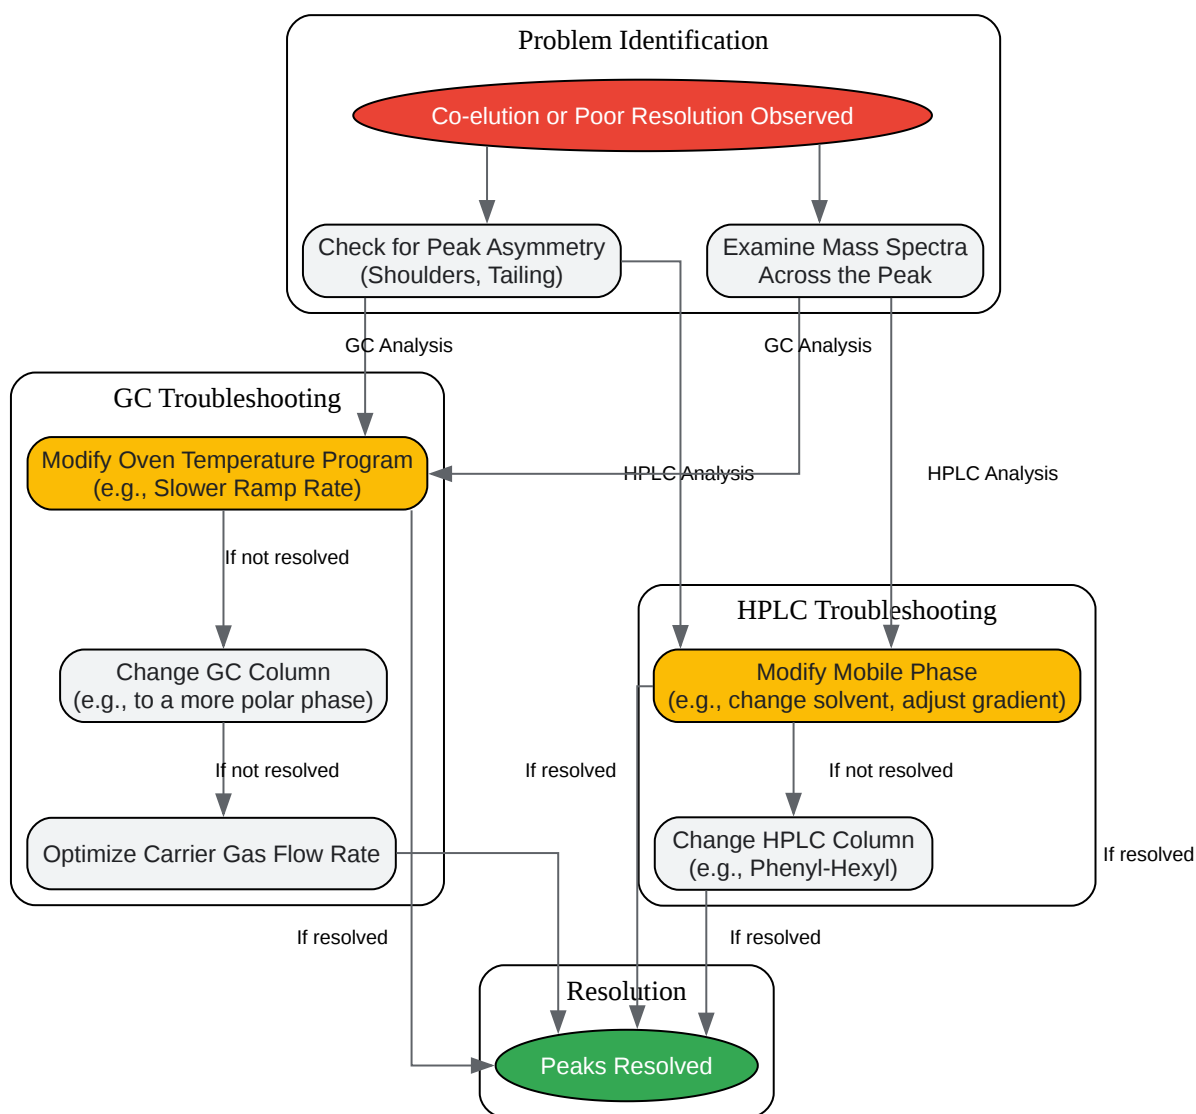 Problem Identification
Co-elution or Poor Resolution Observed
Check for Peak Asymmetry
(Shoulders, Tailing)
Examine Mass Spectra
Across the Peak
GC Analysis
GC Analysis
GC Troubleshooting
Modify Oven Temperature Program
(e.g., Slower Ramp Rate)
HPLC Analysis
HPLC Analysis
If not resolved
HPLC Troubleshooting
Change GC Column
(e.g., to a more polar phase)
Modify Mobile Phase
(e.g., change solvent, adjust gradient)
If not resolved
If resolved
If not resolved
Optimize Carrier Gas Flow Rate
Change HPLC Column
(e.g., Phenyl-Hexyl)
If resolved
If resolved
If resolved
Resolution
Peaks Resolved